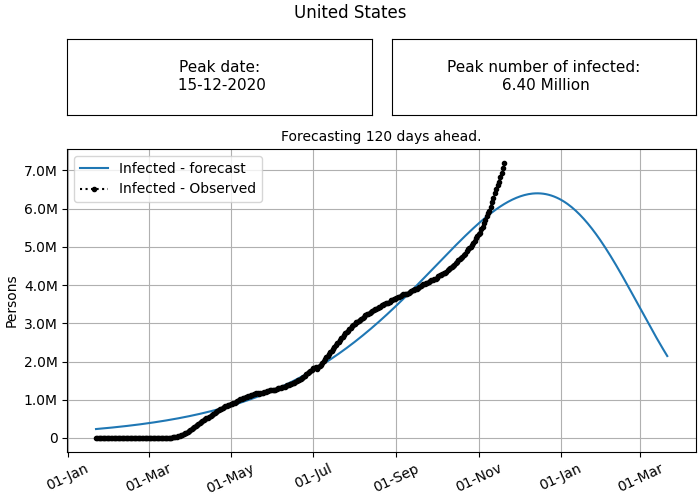 United States
Peak date:
15-12-2020
Peak number of infected:
6.40 Million
Forecasting 120 days ahead.
Infected - forecast
Infected - Observed
7.0M
6.0M
5.0M
4.0M
3.0M
2.0M
1.0M
0
Persons
01-Jan
01-Mar
01-May
01-Jul
01-Sep
01-Nov
01-Jan
01-Mar